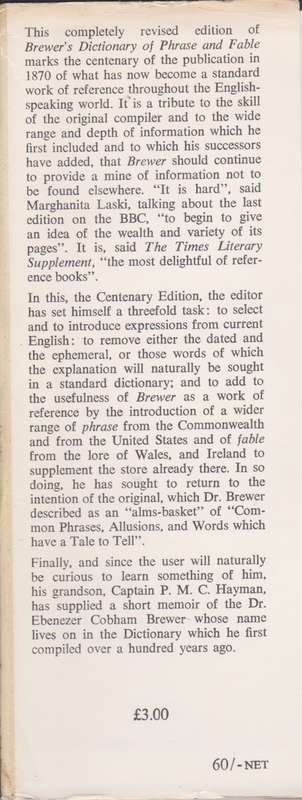 This completely revised edition of
Brewer's Dictionary of Phrase and Fable
marks the centenary of the publication in
1870 of what has now become a standard
work of reference throughout the English-
speaking world. It is a tribute to the skill
of the original compiler and to the wide
range and depth of information which he
first included and to which his successors
have added, that Brewer should continue
to provide a mine of information not to
be found elsewhere. “It is hard”, said
Marghanita Laski, talking about the last
edition on the BBC, “to begin to give
an idea of the wealth and variety of its
pages”. It is, said The Times Literary
Supplement, “the most delightful of refer-
ence books”.
In this, the Centenary Edition, the editor
has set himself a threefold task: to select
and to introduce expressions from current
English: to remove either the dated and
the ephemeral, or those words of which
the explanation will naturally be sought
in a standard dictionary; and to add to
the usefulness of Brewer as a work of
reference by the introduction of a wider
range of phrase from the Commonwealth
and from the United States and of fable
from the lore of Wales, and Ireland to
supplement the store already there. In so
doing, he has sought to return to the
intention of the original, which Dr. Brewer
described as an “alms-basket” of “Com-
mon Phrases, Allusions, and Words which
have a Tale to Tell”.
Finally, and since the user will naturally
be curious to learn something of him,
his grandson, Captain P. M. C. Hayman,
has supplied a short memoir of the Dr.
Ebenezer Cobham Brewer whose name
lives on in the Dictionary which he first
compiled over a hundred years ago.
£3.00
60/- NET